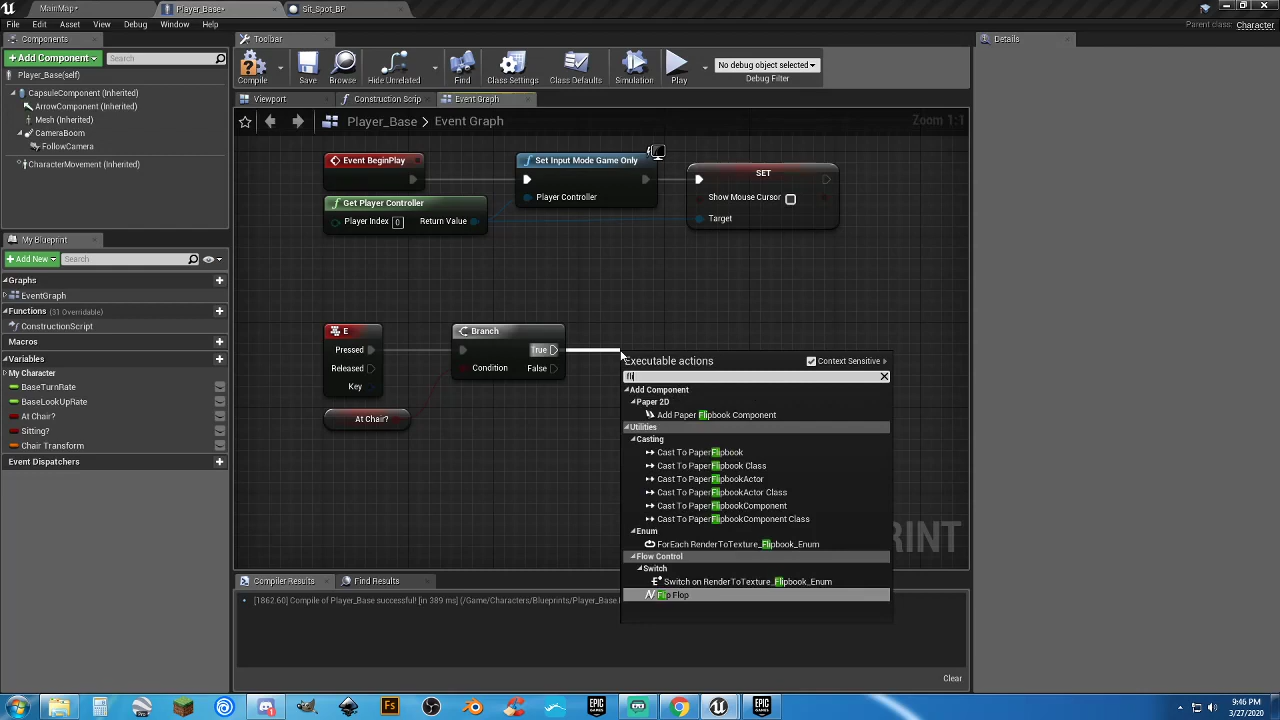 MainMap*
Player_Base*
Sit_Spot_BP
File Edit Asset View Debug Window Help
Parent class: Character
Components
Toolbar
Details
+Add Component
Search
Compile
Save
Browse
Hide Unrelated
Find
Class Settings
Class Defaults
Simulation
Play
No debug object selected
Debug Filter
Player_Base(self)
CapsuleComponent (Inherited)
ArrowComponent (Inherited)
Mesh (Inherited)
CameraBoom
FollowCamera
CharacterMovement (Inherited)
Viewport
Construction Scrip
Event Graph
Player_Base > Event Graph
Zoom 1:1
Event BeginPlay
Set Input Mode Game Only
Player Controller
SET
Show Mouse Cursor
Target
Get Player Controller
Player Index 0 Return Value
My Blueprint
+Add New
Search
Graphs
EventGraph
Functions (31 Overridable)
ConstructionScript
Macros
Variables
My Character
BaseTurnRate
BaseLookUpRate
At Chair?
Sitting?
Chair Transform
Event Dispatchers
E
Pressed
Released
Key
Branch
True
Condition
False
At Chair?
Executable actions
Context Sensitive
fli
Add Component
Paper 2D
Add Paper Flipbook Component
Utilities
Casting
Cast To PaperFlipbook
Cast To PaperFlipbook Class
Cast To PaperFlipbookActor
Cast To PaperFlipbookActor Class
Cast To PaperFlipbookComponent
Cast To PaperFlipbookComponent Class
Enum
ForEach RenderToTexture_Flipbook_Enum
Flow Control
Switch
Switch on RenderToTexture_Flipbook_Enum
Flip Flop
RINT
Compiler Results
Find Results
[1862.60] Compile of Player_Base successful! [in 389 ms] (/Game/Characters/Blueprints/Player_Base.
Clear
Pro
Fs
EPIC GAMES
EPIC GAMES
9:46 PM
3/27/2020